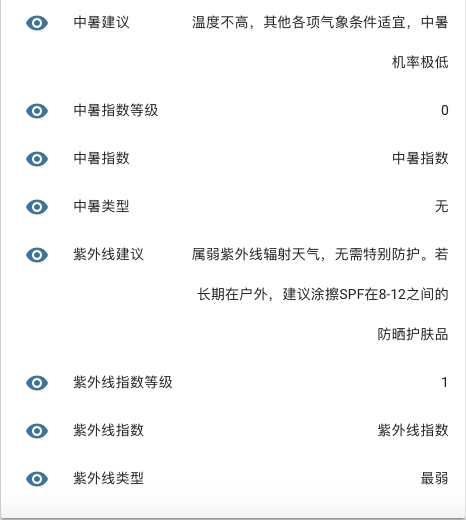 中暑建议 温度不高，其他各项气象条件适宜，中暑
机率极低
中暑指数等级 0
中暑指数 中暑指数
中暑类型 无
紫外线建议 属弱紫外线辐射天气，无需特别防护。若
长期在户外，建议涂擦SPF在8-12之间的
防晒护肤品
紫外线指数等级 1
紫外线指数 紫外线指数
紫外线类型 最弱